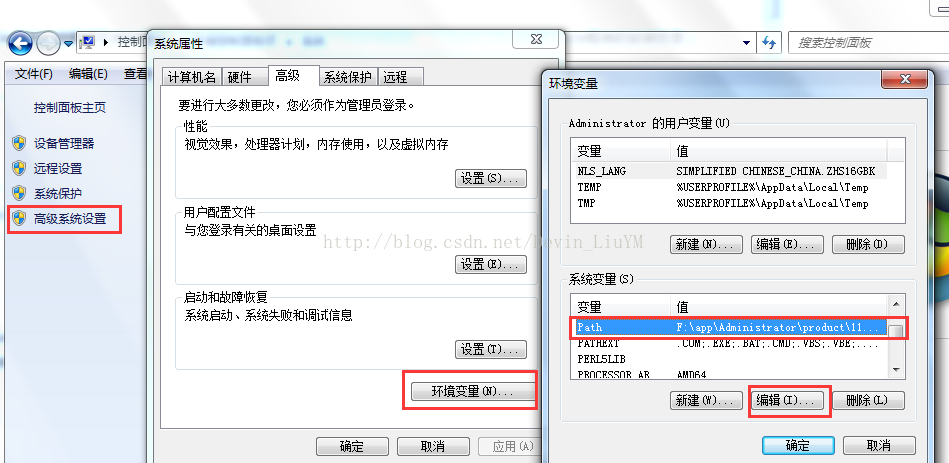 控制
搜索控制面板
文件(F) 编辑(E) 查看
控制面板主页
设备管理器
远程设置
系统保护
高级系统设置
系统属性
计算机名 硬件 高级 系统保护 远程
要进行大多数更改，您必须作为管理员登录。
性能
视觉效果，处理器计划，内存使用，以及虚拟内存
设置(S)...
用户配置文件
与您登录有关的桌面设置
设置(E)...
启动和故障恢复
系统启动、系统失败和调试信息
设置(T)...
环境变量(N)...
确定 取消 应用(A)
http://blog.csdn.net/Devin_LiuYM
环境变量
Administrator 的用户变量(U)
变量 值
NLS_LANG SIMPLIFIED CHINESE_CHINA.ZHS16GBK
TEMP %USERPROFILE%\AppData\Local\Temp
TMP %USERPROFILE%\AppData\Local\Temp
新建(N)... 编辑(E)... 删除(D)
系统变量(S)
变量 值
Path F:\app\Administrator\product\11...
PATHEXT .COM;.EXE;.BAT;.CMD;.VBS;.VBE;....
PERL5LIB
PROCESSOR_AR AMD64
新建(W)... 编辑(I)... 删除(L)
确定 取消